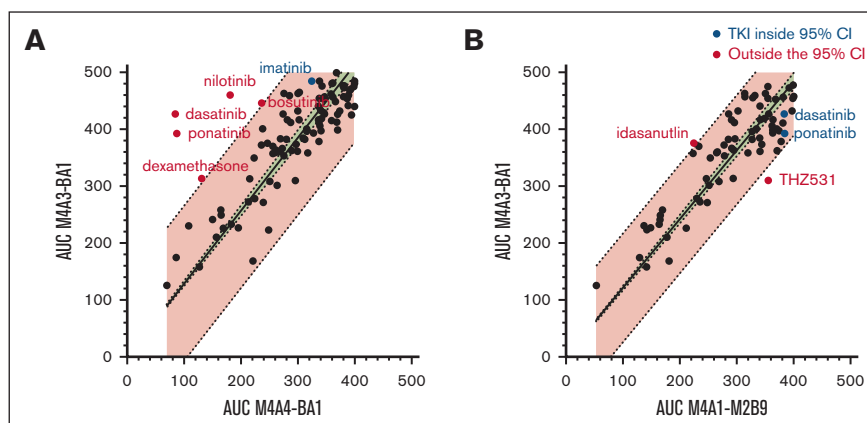 A
B
TKI inside 95% CI
Outside the 95% CI
AUC M4A3-BA1
500
400
300
200
100
0
imatinib
nilotinib
bosutinib
dasatinib
ponatinib
dexamethasone
0 100 200 300 400 500
AUC M4A4-BA1
AUC M4A3-BA1
500
400
300
200
100
0
dasatinib
idasanutlin
ponatinib
THZ531
0 100 200 300 400 500
AUC M4A1-M2B9